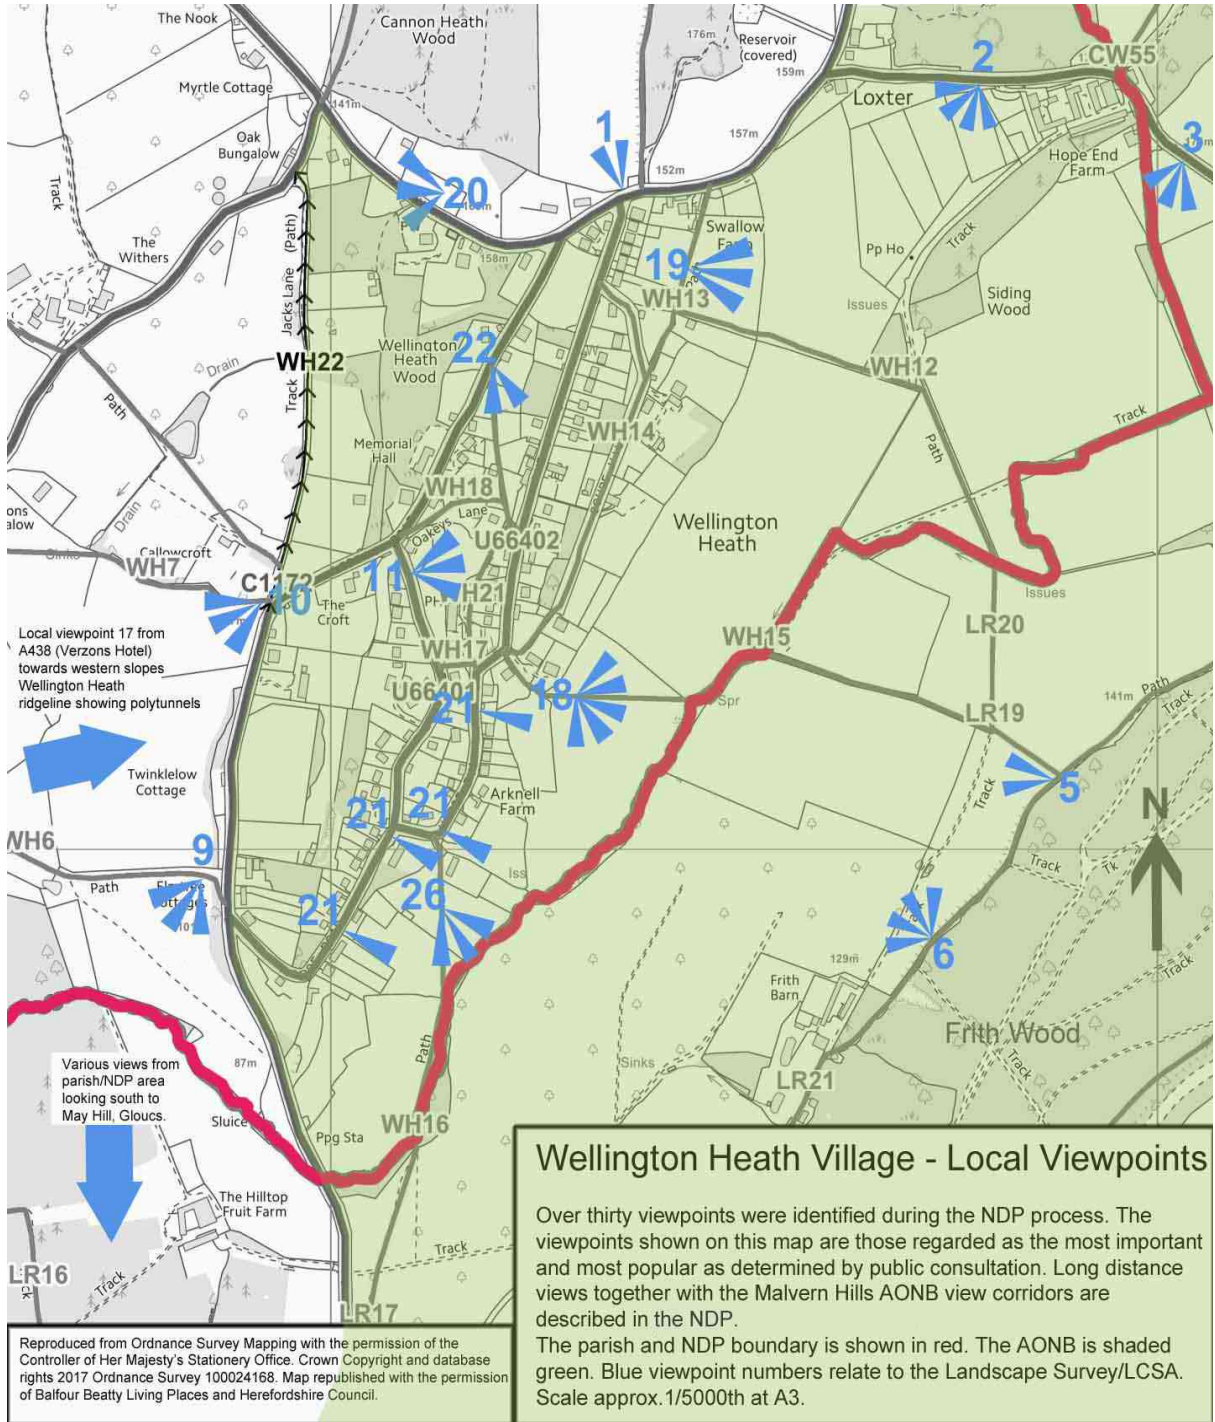 The Nook
Cannon Heath
Wood
176m
Reservoir
(covered)
159m
2
CW55
Myrtle Cottage
141m
Loxter
1
157m
3
Oak
Bungalow
Hope End
Farm
152m
Track
20
Jacks Lane (Path)
The
Withers
158m
Swallow
19
Pp Ho
Track
WH13
Issues
Siding
Wood
Wellington
Heath
Wood
22
Drain
WH22
WH12
Track
Path
Track
Memorial
Hall
WH14
Path
WH18
Drain
Oakeys Lane
Wellington
Heath
U66402
Sinks
Callowcroft
WH7
C1172
11
10
The
Croft
WH21
Issues
Local viewpoint 17 from
A438 (Verzons Hotel)
towards western slopes
Wellington Heath
ridgeline showing polytunnels
WH15
LR20
WH17
U66401
21
18
Spr
141m
Path
Track
LR19
Twinklelow
Cottage
Track
5
Arknell
Farm
21
21
N
WH6
9
Path
Track
Tk
Iss
21
26
6
Track
129m
Frith
Barn
Frith Wood
Sinks
Track
Path
LR21
87m
Various views from
parish/NDP area
looking south to
May Hill, Gloucs.
Sluice
Ppg Sta
WH16
The Hilltop
Fruit Farm
Track
Track
LR16
LR17
Wellington Heath Village - Local Viewpoints
Over thirty viewpoints were identified during the NDP process. The
viewpoints shown on this map are those regarded as the most important
and most popular as determined by public consultation. Long distance
views together with the Malvern Hills AONB view corridors are
described in the NDP.
The parish and NDP boundary is shown in red. The AONB is shaded
green. Blue viewpoint numbers relate to the Landscape Survey/LCSA.
Scale approx.1/5000th at A3.
Reproduced from Ordnance Survey Mapping with the permission of the
Controller of Her Majesty's Stationery Office. Crown Copyright and database
rights 2017 Ordnance Survey 100024168. Map republished with the permission
of Balfour Beatty Living Places and Herefordshire Council.